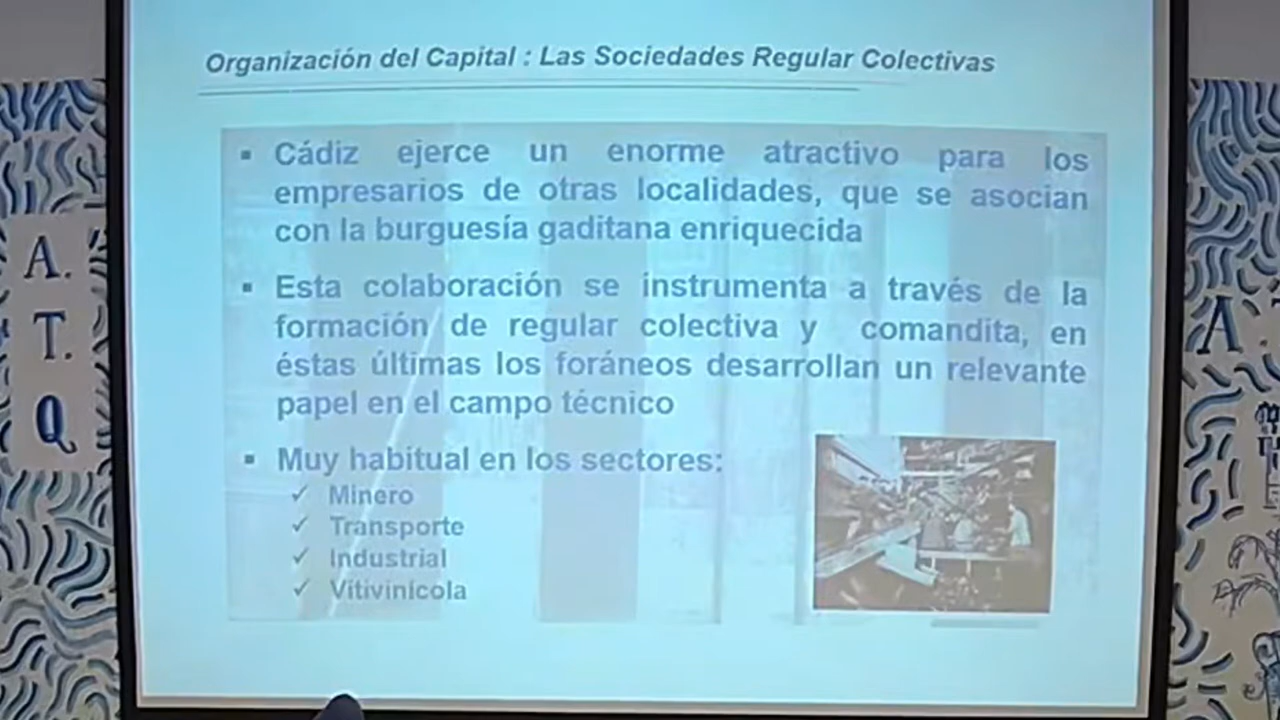 Organización del Capital : Las Sociedades Regular Colectivas
▪ Cádiz ejerce un enorme atractivo para los
empresarios de otras localidades, que se asocian
con la burguesía gaditana enriquecida
▪ Esta colaboración se instrumenta a través de la
formación de regular colectiva y comandita, en
éstas últimas los foráneos desarrollan un relevante
papel en el campo técnico
▪ Muy habitual en los sectores:
✓ Minero
✓ Transporte
✓ Industrial
✓ Vitivinícola
A.
T.
Q
A.